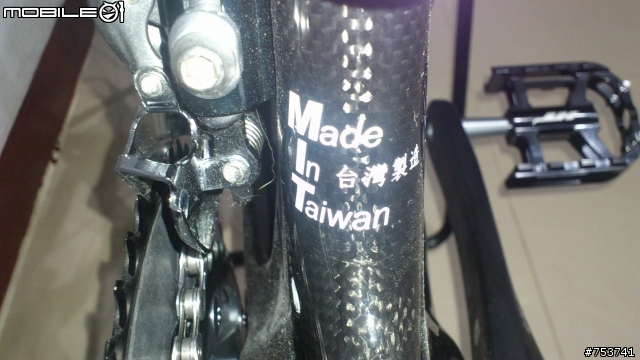 MOBILE01
Made
In 台灣製造
Taiwan
#753741